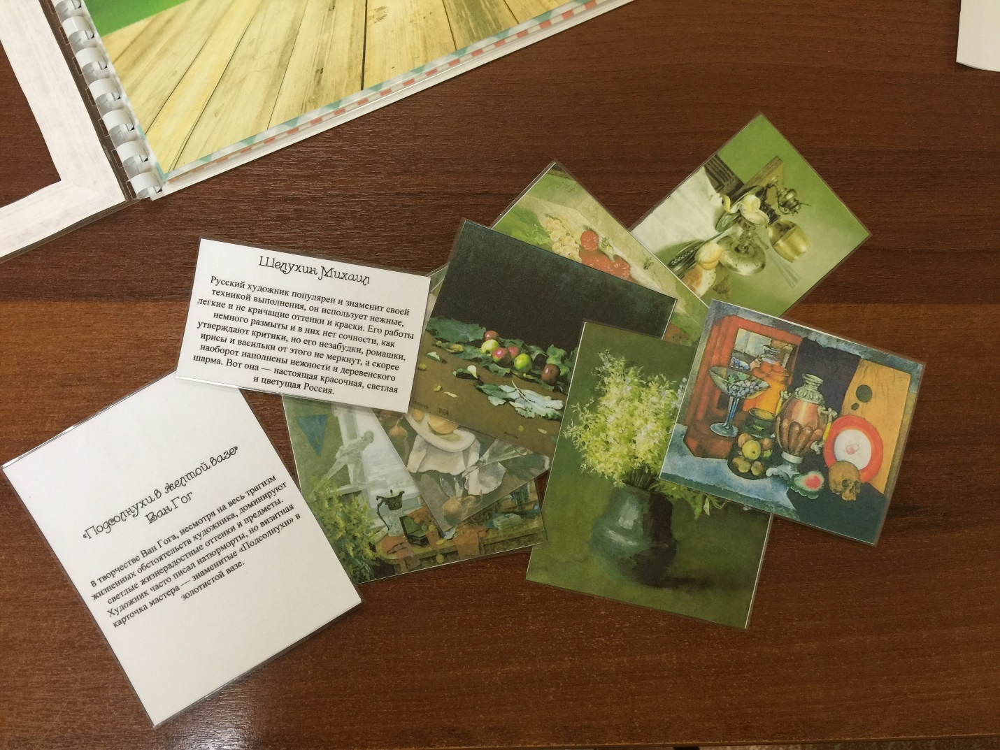 Шелухин Михаил
Русский художник популярен и знаменит своей
техникой выполнения, он использует нежные,
легкие и не кричащие оттенки и краски. Его работы
немного размыты и в них нет сочности, как
утверждают критики, но его незабудки, ромашки,
ирисы и васильки от этого не меркнут, а скорее
наоборот наполнены нежности и деревенского
шарма. Вот она — настоящая красочная, светлая
и цветущая Россия.
«Подсолнухи в желтой вазе»
Ван Гог
В творчестве Ван Гога, несмотря на весь трагизм
жизненных обстоятельств художника, доминируют
светлые жизнерадостные оттенки и предметы.
Художник часто писал натюрморты, но визитная
карточка мастера — знаменитые «Подсолнухи» в
золотистой вазе.